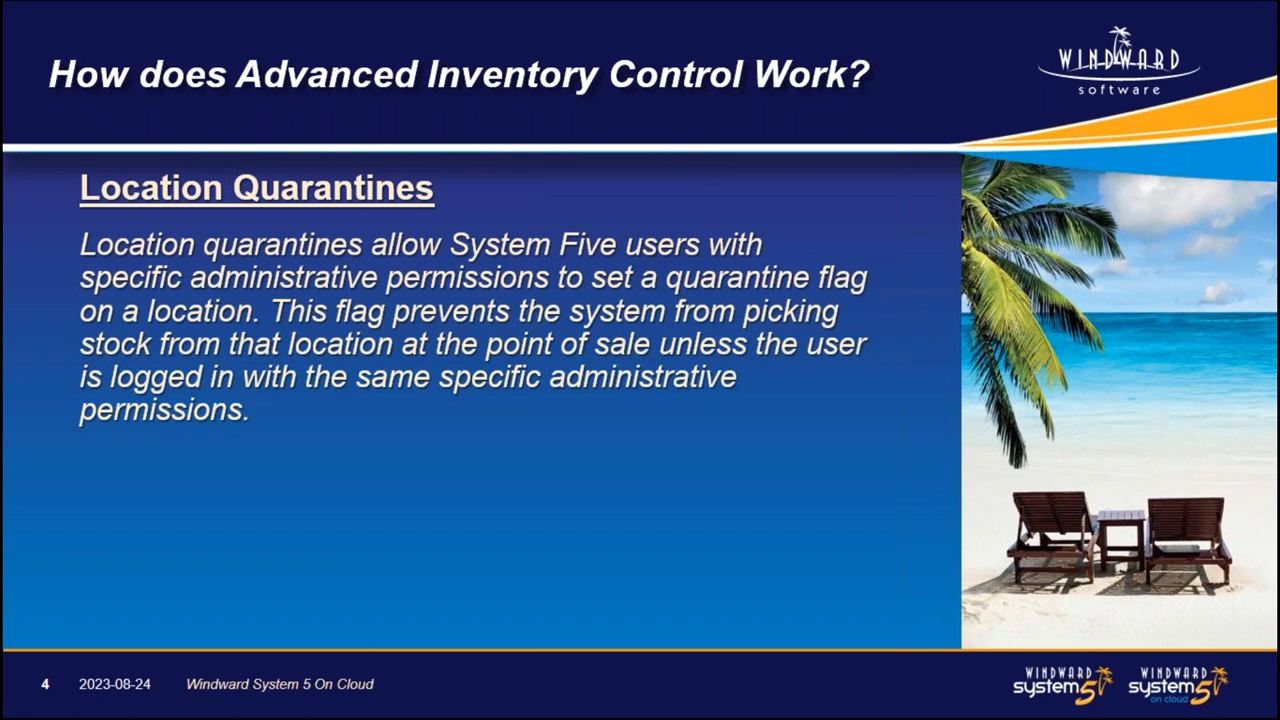 How does Advanced Inventory Control Work?
WINDWARD
software
Location Quarantines
Location quarantines allow System Five users with
specific administrative permissions to set a quarantine flag
on a location. This flag prevents the system from picking
stock from that location at the point of sale unless the user
is logged in with the same specific administrative
permissions.
4 2023-08-24 Windward System 5 On Cloud
WINDWARD
system5
WINDWARD
system5
on cloud